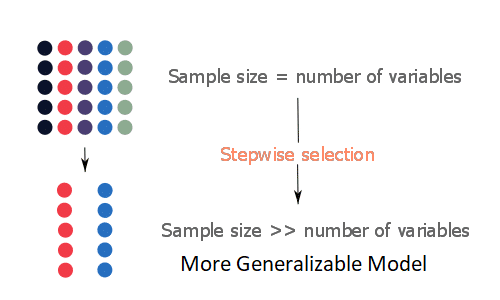 Sample size = number of variables
Stepwise selection
Sample size >> number of variables
More Generalizable Model